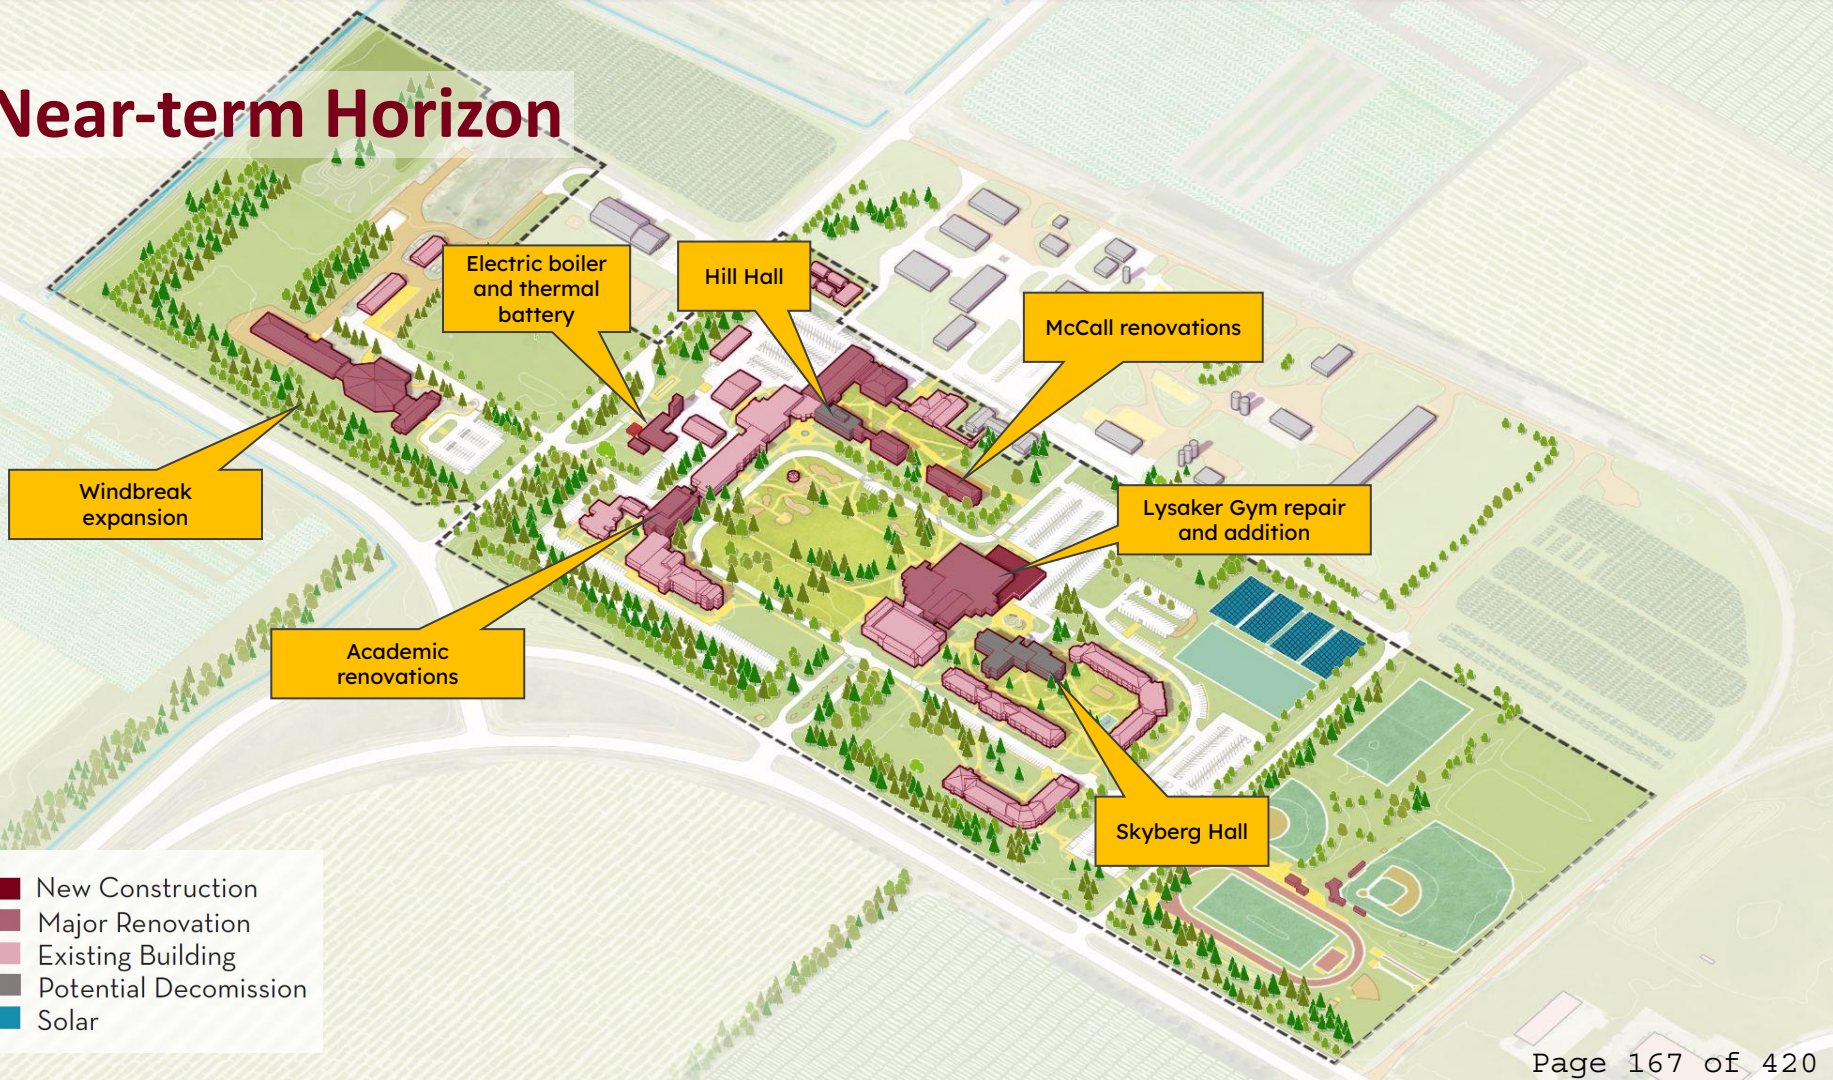 Near-term Horizon
Electric boiler
and thermal
battery
Hill Hall
McCall renovations
Windbreak
expansion
Lysaker Gym repair
and addition
Academic
renovations
Skyberg Hall
New Construction
Major Renovation
Existing Building
Potential Decomission
Solar
Page 167 of 420